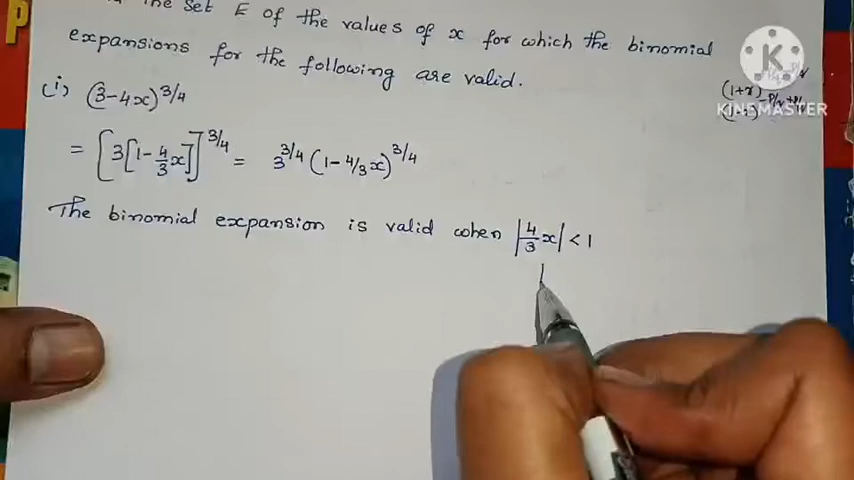 the set E of the values of x for which the binomial
expansions for the following are valid.
(i) (3-4x)^3/4
= [3[1-4/3 x]]^3/4 = 3^3/4 (1-4/3x)^3/4
The binomial expansion is valid when |4/3 x| < 1
K
KINEMASTER